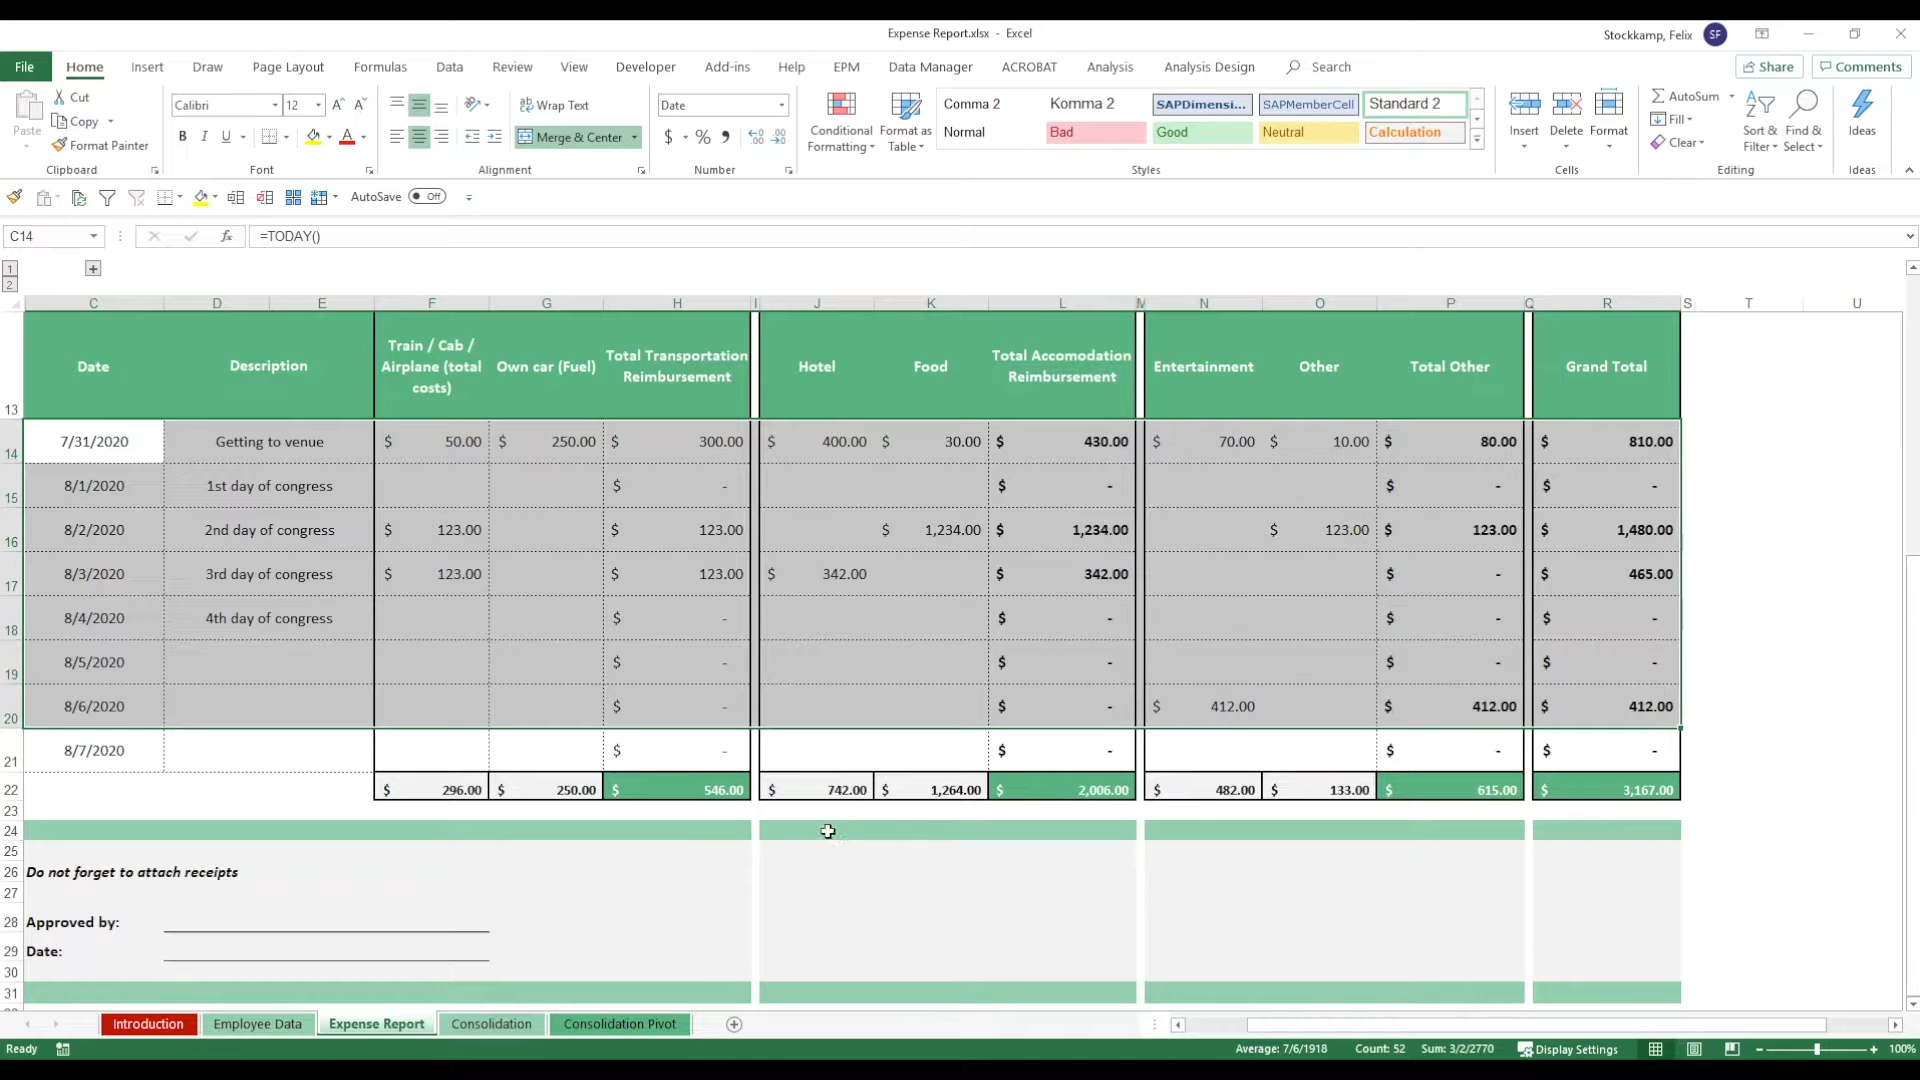 Expense Report.xlsx - Excel
Stockkamp, Felix SF
File Home Insert Draw Page Layout Formulas Data Review View Developer Add-ins Help EPM Data Manager ACROBAT Analysis Analysis Design Search Share Comments
Paste Cut
Copy
Format Painter
Clipboard
Calibri 12
B I U
Font
Wrap Text
Merge & Center
Alignment
Date
$ %
Number
Conditional Formatting
Format as Table
Comma 2 Komma 2 SAPDimensi... SAPMemberCell Standard 2
Normal Bad Good Neutral Calculation
Styles
Insert Delete Format
Cells
AutoSum
Fill
Clear
Sort & Filter
Find & Select
Editing
Ideas
Ideas
AutoSave Off
C14 fx =TODAY()
1
2
C D E F G H I J K L M N O P Q R S T U
13 Date Description Train / Cab / Airplane (total costs) Own car (Fuel) Total Transportation Reimbursement Hotel Food Total Accomodation Reimbursement Entertainment Other Total Other Grand Total
14 7/31/2020 Getting to venue $ 50.00 $ 250.00 $ 300.00 $ 400.00 $ 30.00 $ 430.00 $ 70.00 $ 10.00 $ 80.00 $ 810.00
15 8/1/2020 1st day of congress $ - $ - $ - $ -
16 8/2/2020 2nd day of congress $ 123.00 $ 123.00 $ 1,234.00 $ 1,234.00 $ 123.00 $ 123.00 $ 1,480.00
17 8/3/2020 3rd day of congress $ 123.00 $ 123.00 $ 342.00 $ 342.00 $ - $ 465.00
18 8/4/2020 4th day of congress $ - $ - $ - $ -
19 8/5/2020 $ - $ - $ - $ -
20 8/6/2020 $ - $ - $ 412.00 $ 412.00 $ 412.00
21 8/7/2020 $ - $ - $ - $ -
22 $ 296.00 $ 250.00 $ 546.00 $ 742.00 $ 1,264.00 $ 2,006.00 $ 482.00 $ 133.00 $ 615.00 $ 3,167.00
23
24
25
26 Do not forget to attach receipts
27
28 Approved by:
29 Date:
30
31
Introduction Employee Data Expense Report Consolidation Consolidation Pivot
Ready Average: 7/6/1918 Count: 52 Sum: 3/2/2770 Display Settings 100%